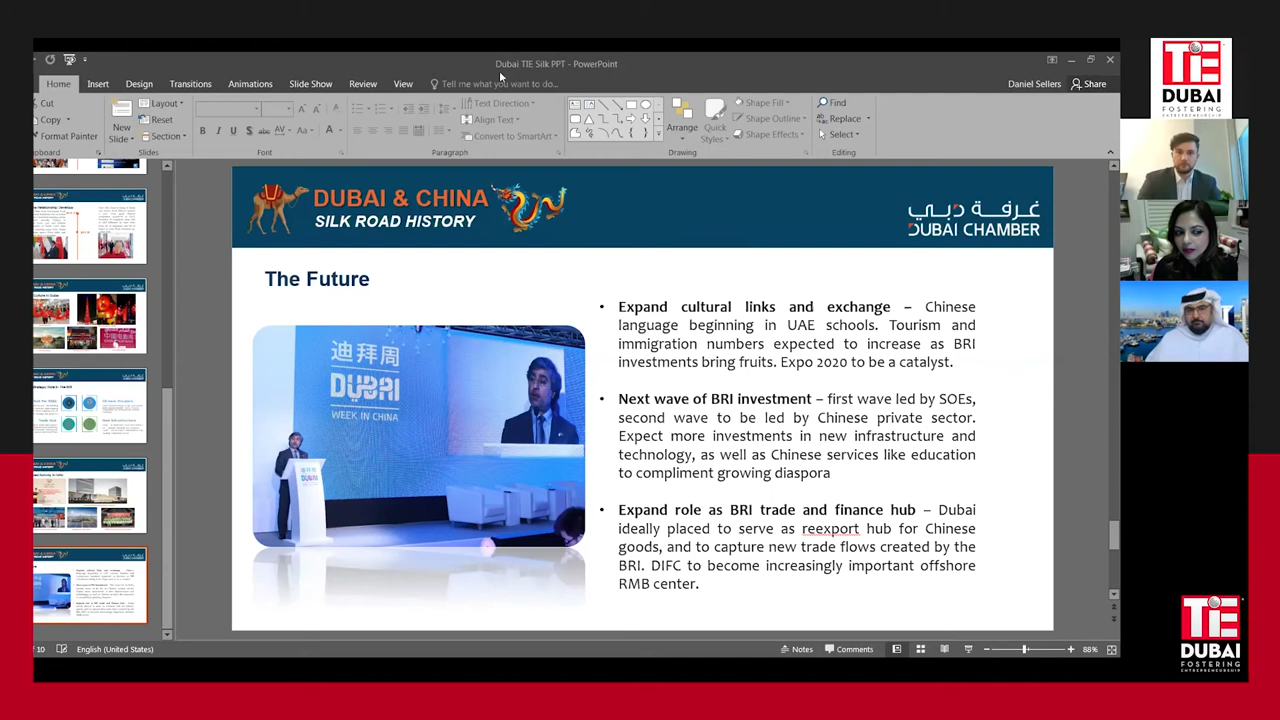 Dubai TIE Silk PPT - PowerPoint
Home Insert Design Transitions Animations Slide Show Review View Tell me what you want to do... Daniel Sellers Share
Cut
Copy
Format Painter
New
Slide
Layout
Reset
Section
Text Direction
Align Text
Convert to SmartArt
Arrange
Quick
Styles
Shape Fill
Shape Outline
Shape Effects
Find
Replace
Select
Slides Font Paragraph Drawing Editing
DUBAI & CHINA
SILK ROAD HISTORY
غرفة دبي
DUBAI CHAMBER
The Future
迪拜周
DUBAI
WEEK IN CHINA
迪拜周
DUBAI
• Expand cultural links and exchange – Chinese
language beginning in UAE schools. Tourism and
immigration numbers expected to increase as BRI
investments bring fruits. Expo 2020 to be a catalyst.
• Next wave of BRI investment – first wave led by SOEs,
second wave to be led by Chinese private sector.
Expect more investments in new infrastructure and
technology, as well as Chinese services like education
to compliment growing diaspora
• Expand role as BRI trade and finance hub – Dubai
ideally placed to serve as reexport hub for Chinese
goods, and to capture new trade flows created by the
BRI. DIFC to become increasingly important offshore
RMB center.
of 10 English (United States) Notes Comments 88%
TiE
DUBAI
FOSTERING
ENTREPRENEURSHIP
TiE
DUBAI
FOSTERING
ENTREPRENEURSHIP